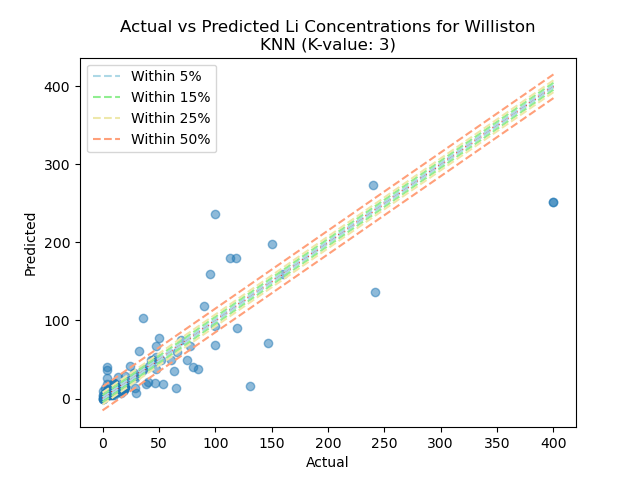 Actual vs Predicted Li Concentrations for Williston
KNN (K-value: 3)
Within 5%
Within 15%
Within 25%
Within 50%
400
300
200
100
0
Predicted
0 50 100 150 200 250 300 350 400
Actual